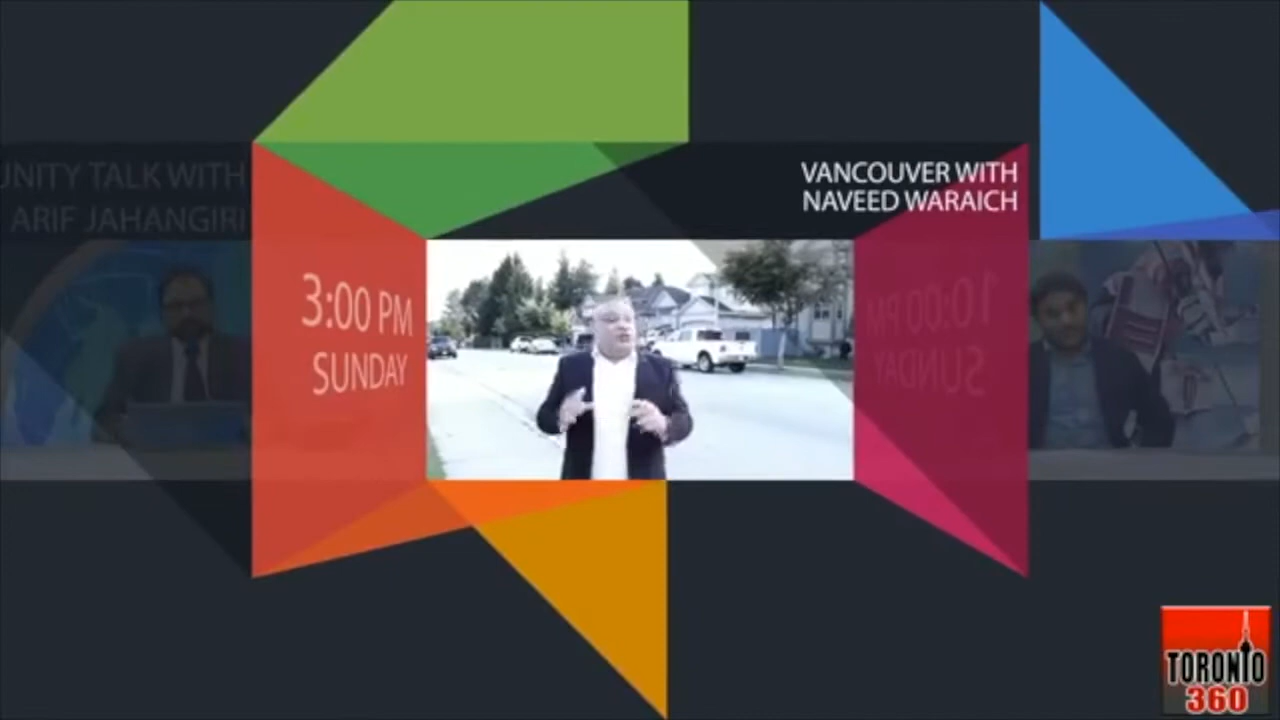 UNITY TALK WITH
ARIF JAHANGIRI
VANCOUVER WITH
NAVEED WARAICH
3:00 PM
SUNDAY
10:00 PM
SUNDAY
TORONTO
360